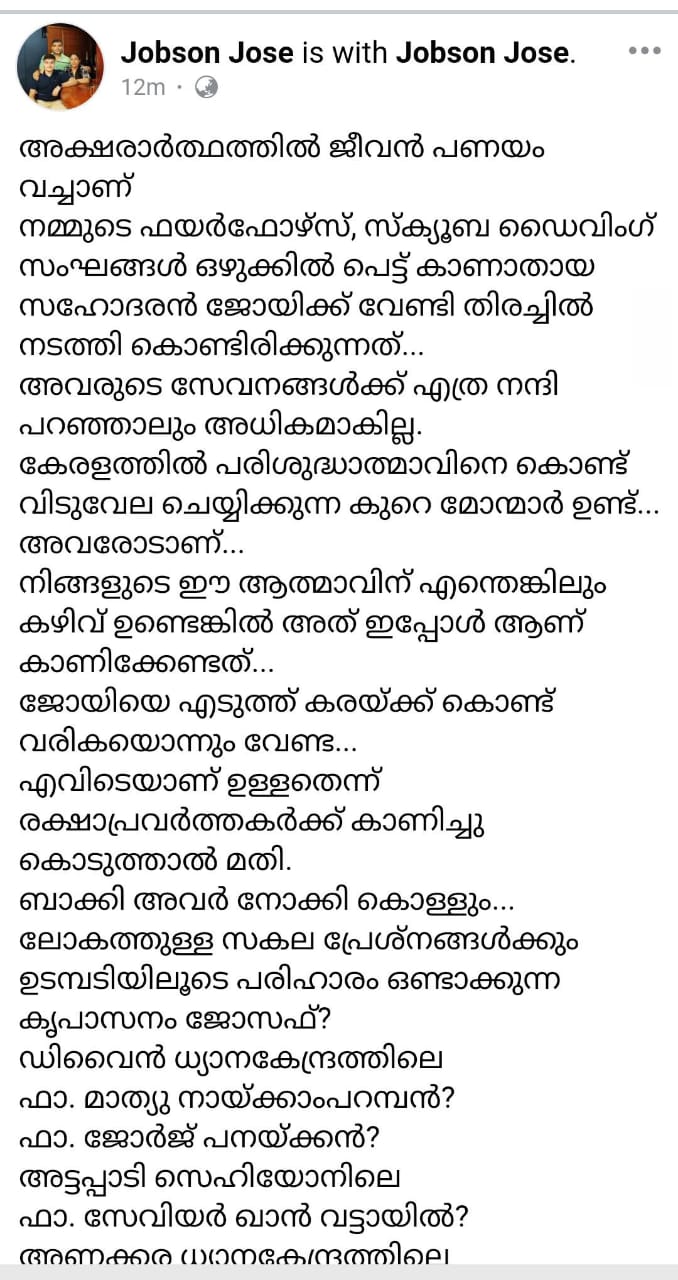 Jobson Jose is with Jobson Jose.
12m
അക്ഷരാർത്ഥത്തിൽ ജീവൻ പണയം
വച്ചാണ്
നമ്മുടെ ഫയർഫോഴ്സ്, സ്ക്യൂബ ഡൈവിംഗ്
സംഘങ്ങൾ ഒഴുക്കിൽ പെട്ട് കാണാതായ
സഹോദരൻ ജോയിക്ക് വേണ്ടി തിരച്ചിൽ
നടത്തി കൊണ്ടിരിക്കുന്നത്...
അവരുടെ സേവനങ്ങൾക്ക് എത്ര നന്ദി
പറഞ്ഞാലും അധികമാകില്ല.
കേരളത്തിൽ പരിശുദ്ധാത്മാവിനെ കൊണ്ട്
വിടുവേല ചെയ്യിക്കുന്ന കുറെ മോന്മാർ ഉണ്ട്...
അവരോടാണ്...
നിങ്ങളുടെ ഈ ആത്മാവിന് എന്തെങ്കിലും
കഴിവ് ഉണ്ടെങ്കിൽ അത് ഇപ്പോൾ ആണ്
കാണിക്കേണ്ടത്...
ജോയിയെ എടുത്ത് കരയ്ക്ക് കൊണ്ട്
വരികയൊന്നും വേണ്ട...
എവിടെയാണ് ഉള്ളതെന്ന്
രക്ഷാപ്രവർത്തകർക്ക് കാണിച്ചു
കൊടുത്താൽ മതി.
ബാക്കി അവർ നോക്കി കൊള്ളും...
ലോകത്തുള്ള സകല പ്രേശ്നങ്ങൾക്കും
ഉടമ്പടിയിലൂടെ പരിഹാരം ഒണ്ടാക്കുന്ന
കൃപാസനം ജോസഫ്?
ഡിവൈൻ ധ്യാനകേന്ദ്രത്തിലെ
ഫാ. മാത്യു നായ്ക്കാംപറമ്പൻ?
ഫാ. ജോർജ് പനയ്ക്കൻ?
അട്ടപ്പാടി സെഹിയോനിലെ
ഫാ. സേവിയർ ഖാൻ വട്ടായിൽ?
അണക്കര ധ്യാനകേന്ദ്രത്തിലെ